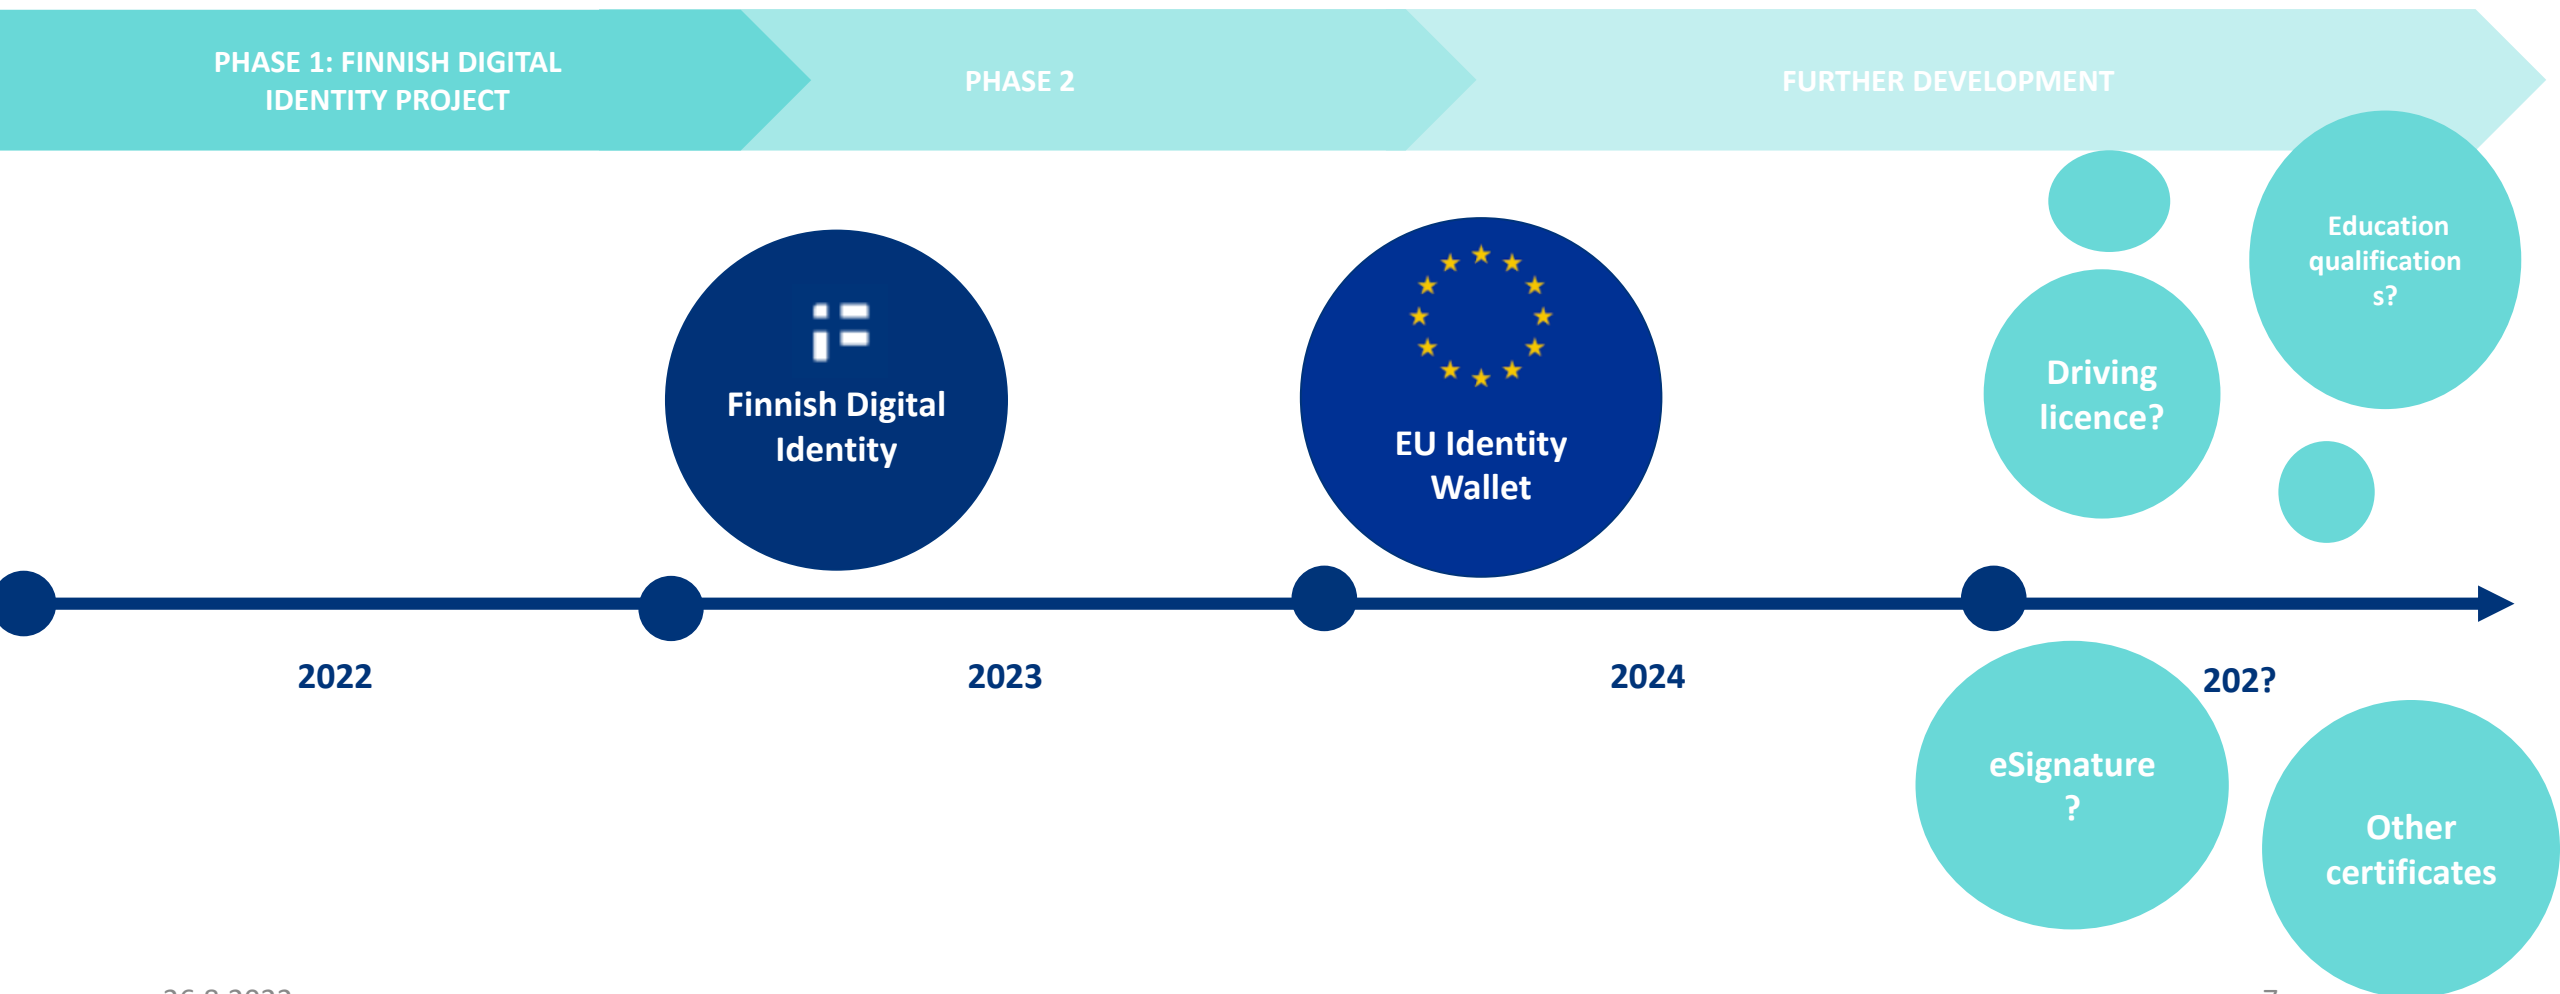 PHASE 1: FINNISH DIGITAL
IDENTITY PROJECT
PHASE 2
FURTHER DEVELOPMENT
Education
qualification
s?
Driving
licence?
Finnish Digital
Identity
EU Identity
Wallet
2022
2023
2024
202?
eSignature
?
Other
certificates